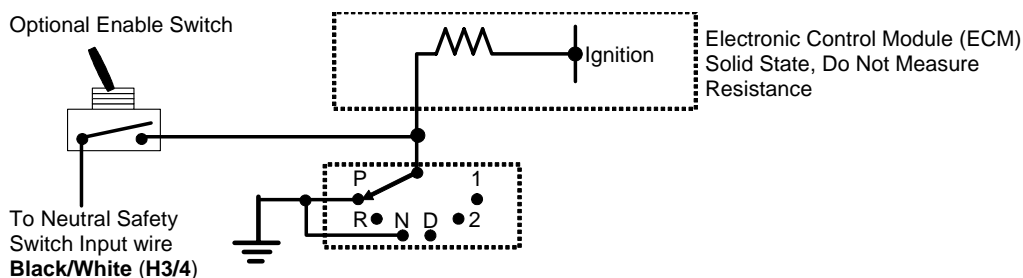 Optional Enable Switch
Ignition
Electronic Control Module (ECM)
Solid State, Do Not Measure
Resistance
P
1
R
N
D
2
To Neutral Safety
Switch Input wire
Black/White (H3/4)